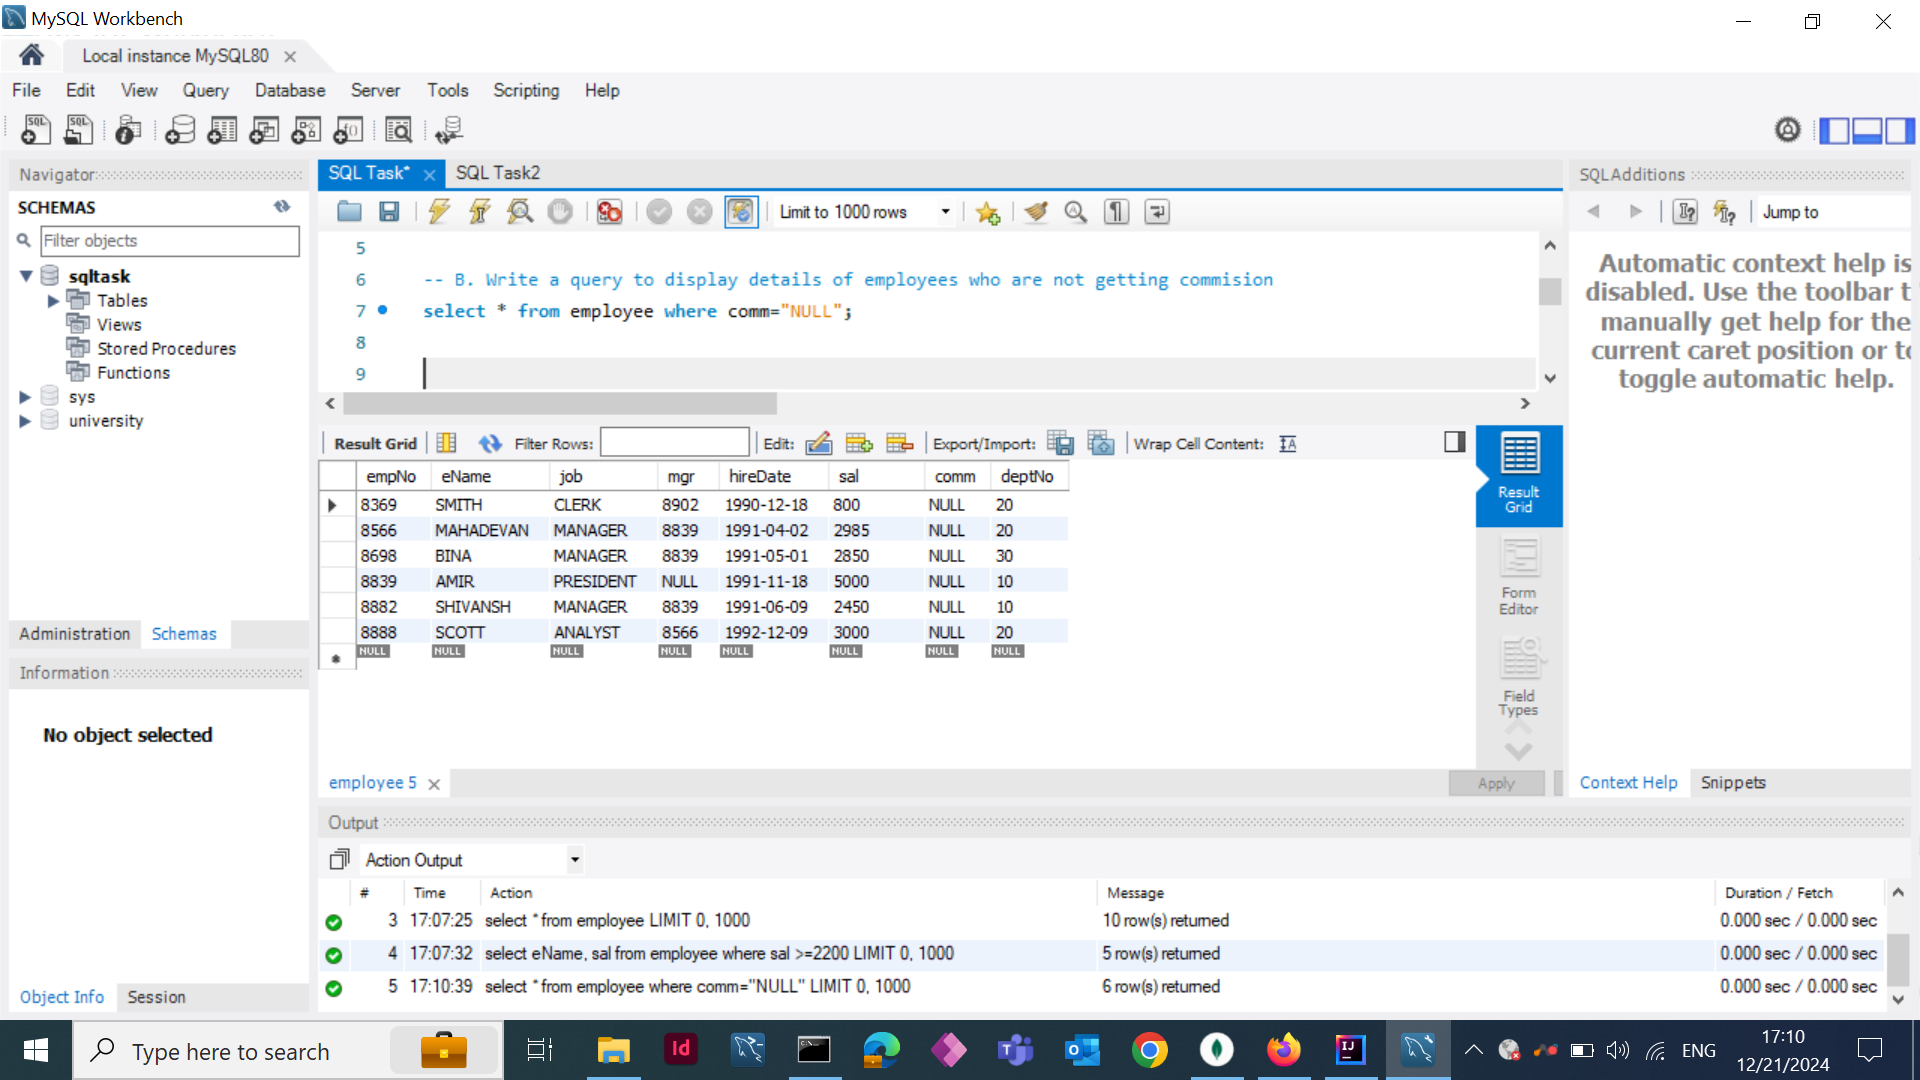 MySQL Workbench
Local instance MySQL80
File Edit View Query Database Server Tools Scripting Help
Navigator
SCHEMAS
Filter objects
sqltask
Tables
Views
Stored Procedures
Functions
sys
university
Administration Schemas
Information
No object selected
Object Info Session
SQL Task* SQL Task2
Limit to 1000 rows
5
6 -- B. Write a query to display details of employees who are not getting commision
7 select * from employee where comm="NULL";
8
9
Result Grid Filter Rows: Edit: Export/Import: Wrap Cell Content:
empNo eName job mgr hireDate sal comm deptNo
8369 SMITH CLERK 8902 1990-12-18 800 NULL 20
8566 MAHADEVAN MANAGER 8839 1991-04-02 2985 NULL 20
8698 BINA MANAGER 8839 1991-05-01 2850 NULL 30
8839 AMIR PRESIDENT NULL 1991-11-18 5000 NULL 10
8882 SHIVANSH MANAGER 8839 1991-06-09 2450 NULL 10
8888 SCOTT ANALYST 8566 1992-12-09 3000 NULL 20
NULL NULL NULL NULL NULL NULL NULL NULL
Result
Grid
Form
Editor
Field
Types
employee 5
Apply
SQLAdditions
Jump to
Automatic context help is
disabled. Use the toolbar t
manually get help for the
current caret position or to
toggle automatic help.
Context Help Snippets
Output
Action Output
# Time Action Message Duration / Fetch
3 17:07:25 select * from employee LIMIT 0, 1000 10 row(s) returned 0.000 sec / 0.000 sec
4 17:07:32 select eName, sal from employee where sal >=2200 LIMIT 0, 1000 5 row(s) returned 0.000 sec / 0.000 sec
5 17:10:39 select * from employee where comm="NULL" LIMIT 0, 1000 6 row(s) returned 0.000 sec / 0.000 sec
Type here to search
ENG
17:10
12/21/2024